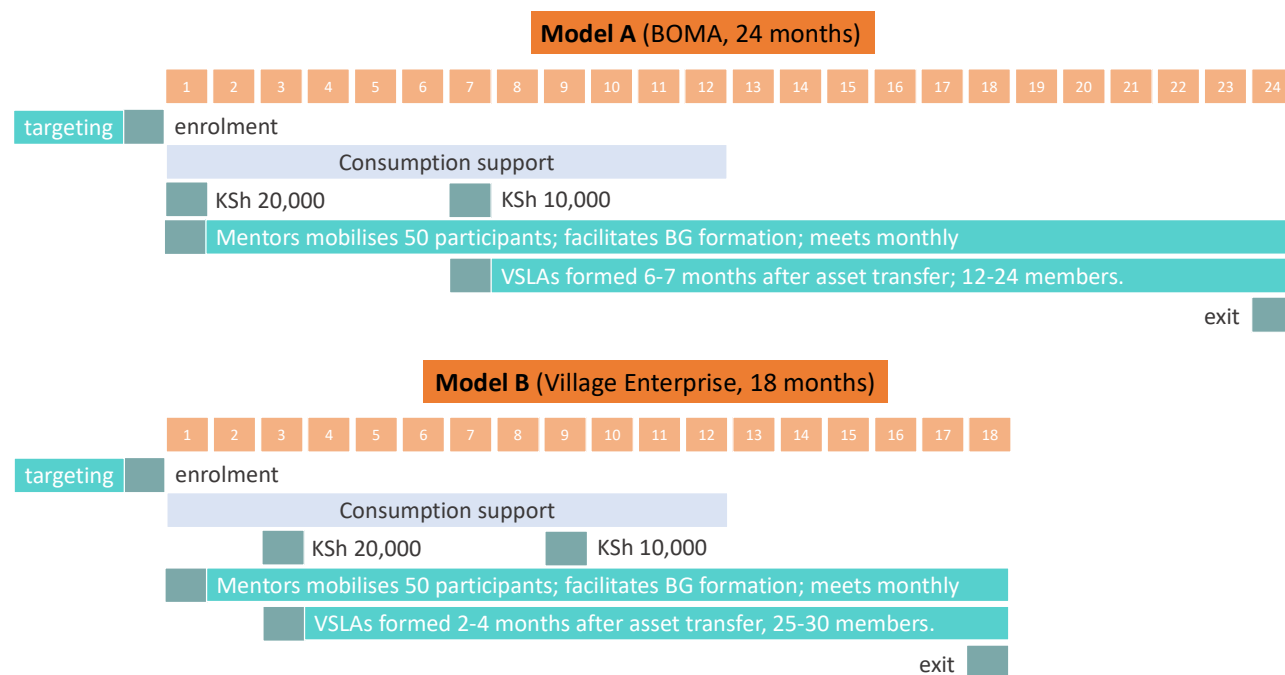 Model A (BOMA, 24 months)
1 2 3 4 5 6 7 8 9 10 11 12 13 14 15 16 17 18 19 20 21 22 23 24
targeting enrolment
Consumption support
KSh 20,000 KSh 10,000
Mentors mobilises 50 participants; facilitates BG formation; meets monthly
VSLAs formed 6-7 months after asset transfer; 12-24 members.
exit
Model B (Village Enterprise, 18 months)
1 2 3 4 5 6 7 8 9 10 11 12 13 14 15 16 17 18
targeting enrolment
Consumption support
KSh 20,000 KSh 10,000
Mentors mobilises 50 participants; facilitates BG formation; meets monthly
VSLAs formed 2-4 months after asset transfer, 25-30 members.
exit